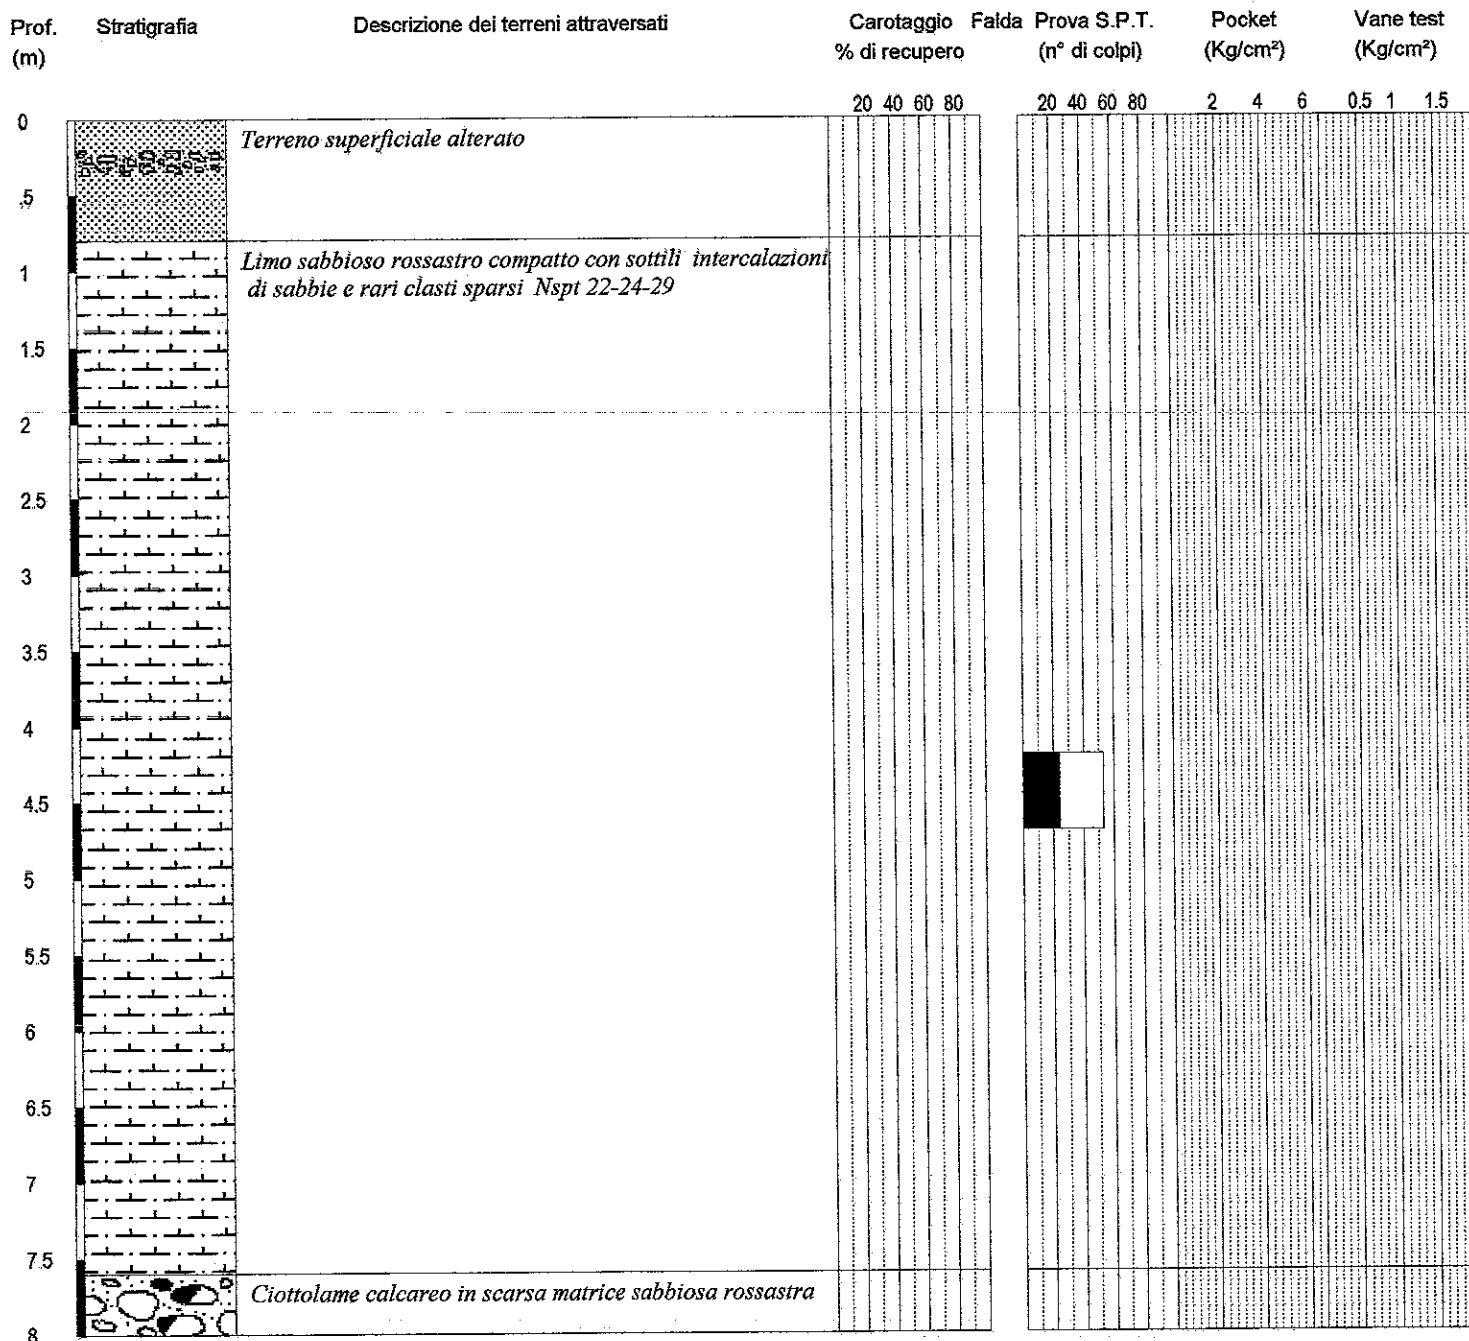 Prof. Stratigrafia Descrizione dei terreni attraversati Carotaggio Falda Prova S.P.T. Pocket Vane test
(m) % di recupero (n° di colpi) (Kg/cm²) (Kg/cm²)
20 40 60 80 20 40 60 80 2 4 6 0.5 1 1.5
0
Terreno superficiale alterato
.5
Limo sabbioso rossastro compatto con sottili intercalazioni
1
di sabbie e rari clasti sparsi Nspt 22-24-29
1.5
2
2.5
3
3.5
4
4.5
5
5.5
6
6.5
7
7.5
Ciottolame calcareo in scarsa matrice sabbiosa rossastra
8